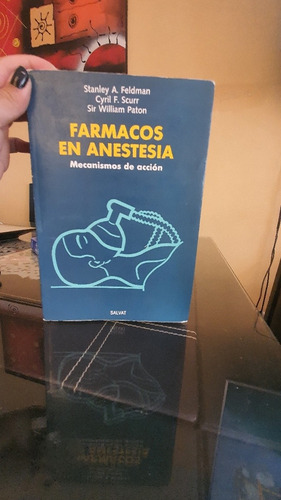 Stanley A. Feldman
Cyril F. Scurr
Sir William Paton
FARMACOS
EN ANESTESIA
Mecanismos de acción
SALVAT